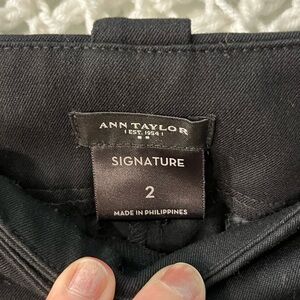 ANN TAYLOR
EST. 1954
SIGNATURE
2
MADE IN PHILIPPINES